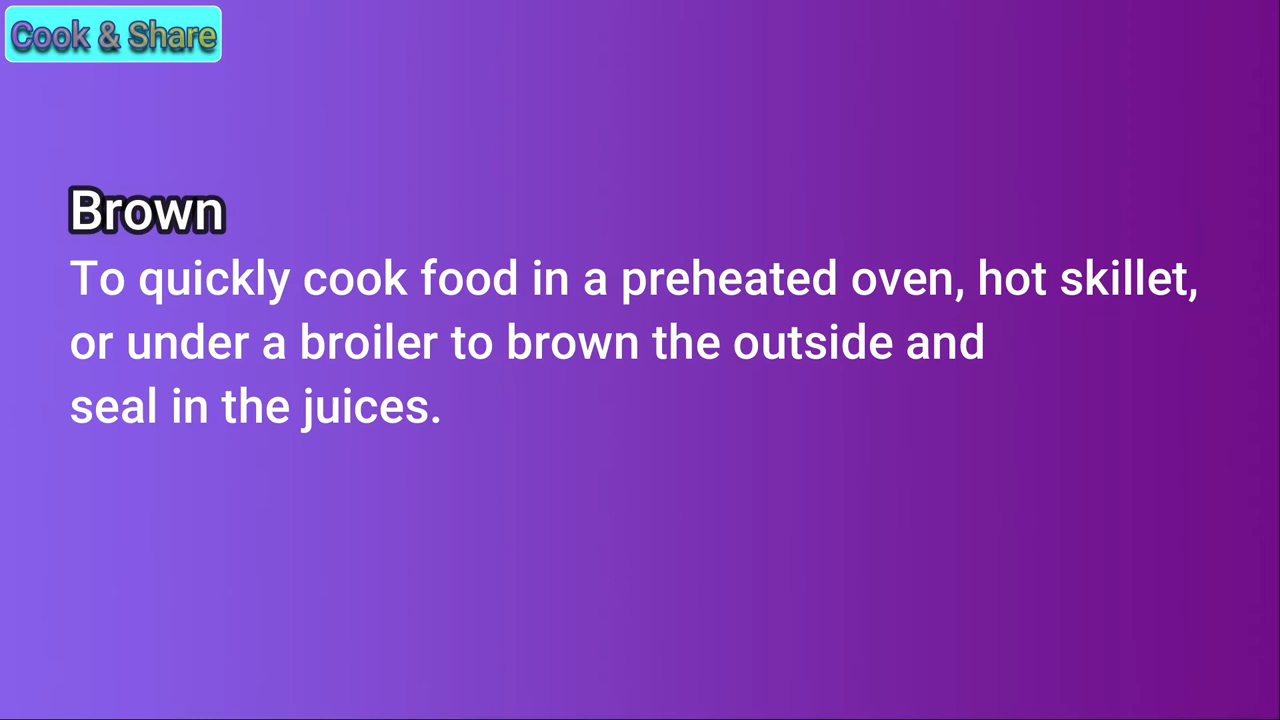 Cook & Share
Brown
To quickly cook food in a preheated oven, hot skillet,
or under a broiler to brown the outside and
seal in the juices.